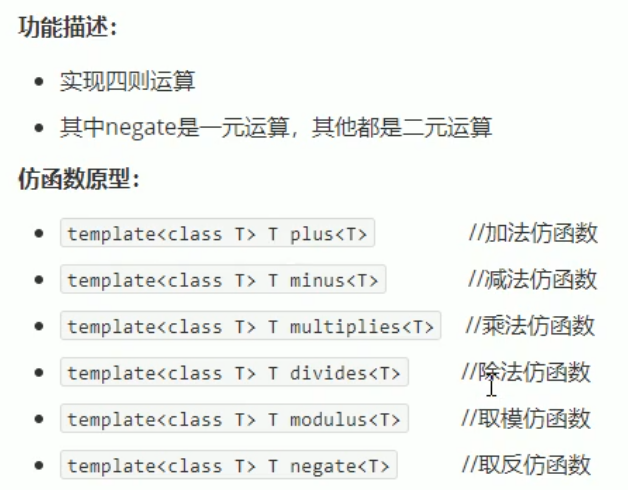 功能描述：
实现四则运算
其中negate是一元运算，其他都是二元运算
仿函数原型：
template<class T> T plus<T> //加法仿函数
template<class T> T minus<T> //减法仿函数
template<class T> T multiplies<T> //乘法仿函数
template<class T> T divides<T> //除法仿函数
template<class T> T modulus<T> //取模仿函数
template<class T> T negate<T> //取反仿函数